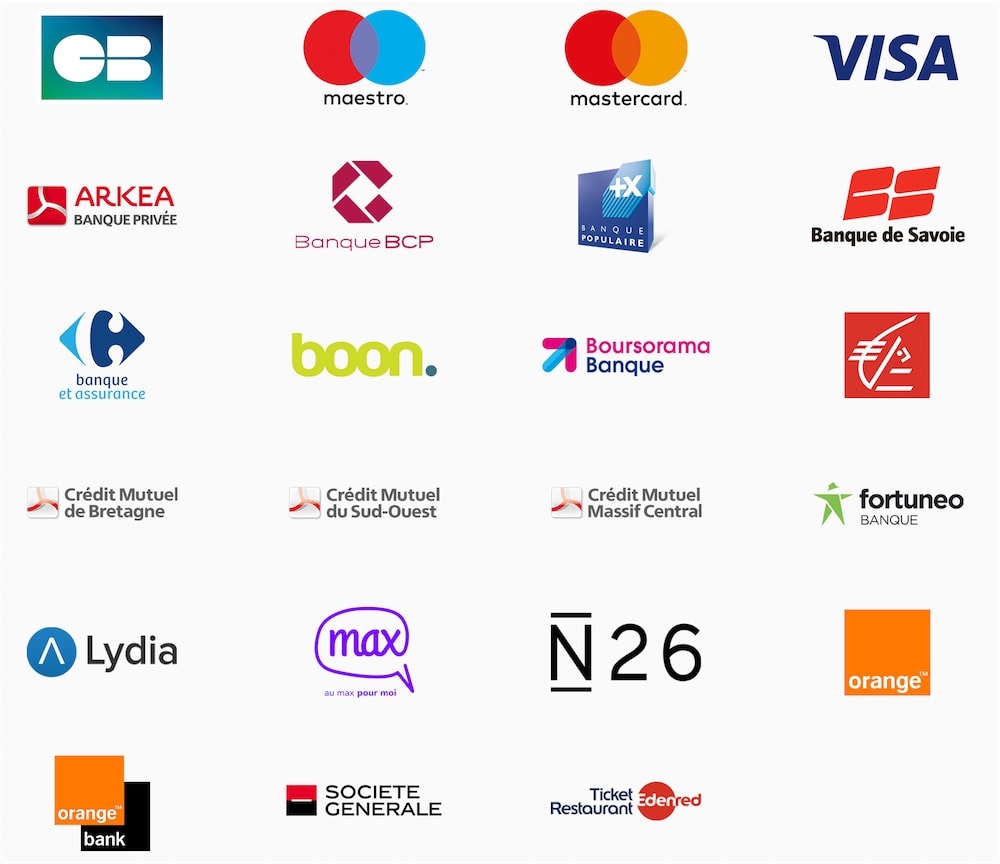 CB
maestro.
mastercard.
VISA
ARKEA
BANQUE PRIVÉE
Banque BCP
+X
BANQUE
POPULAIRE
Banque de Savoie
banque
et assurance
boon.
Boursorama
Banque
Crédit Mutuel
de Bretagne
Crédit Mutuel
du Sud-Ouest
Crédit Mutuel
Massif Central
fortuneo
BANQUE
Lydia
max
au max pour moi
N26
orange™
orange™
bank
SOCIETE
GENERALE
Ticket
Restaurant
Edenred